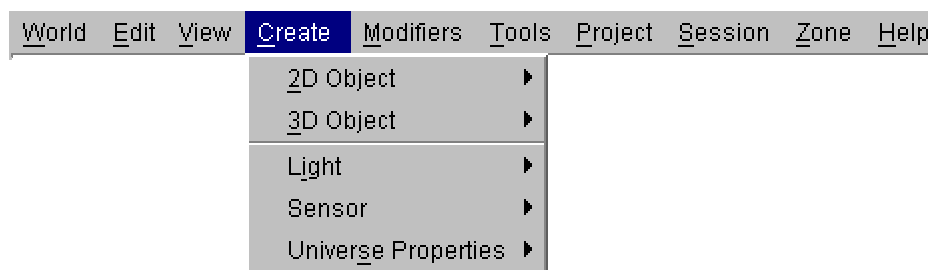 World Edit View Create Modifiers Tools Project Session Zone Help
2D Object
3D Object
Light
Sensor
Universe Properties